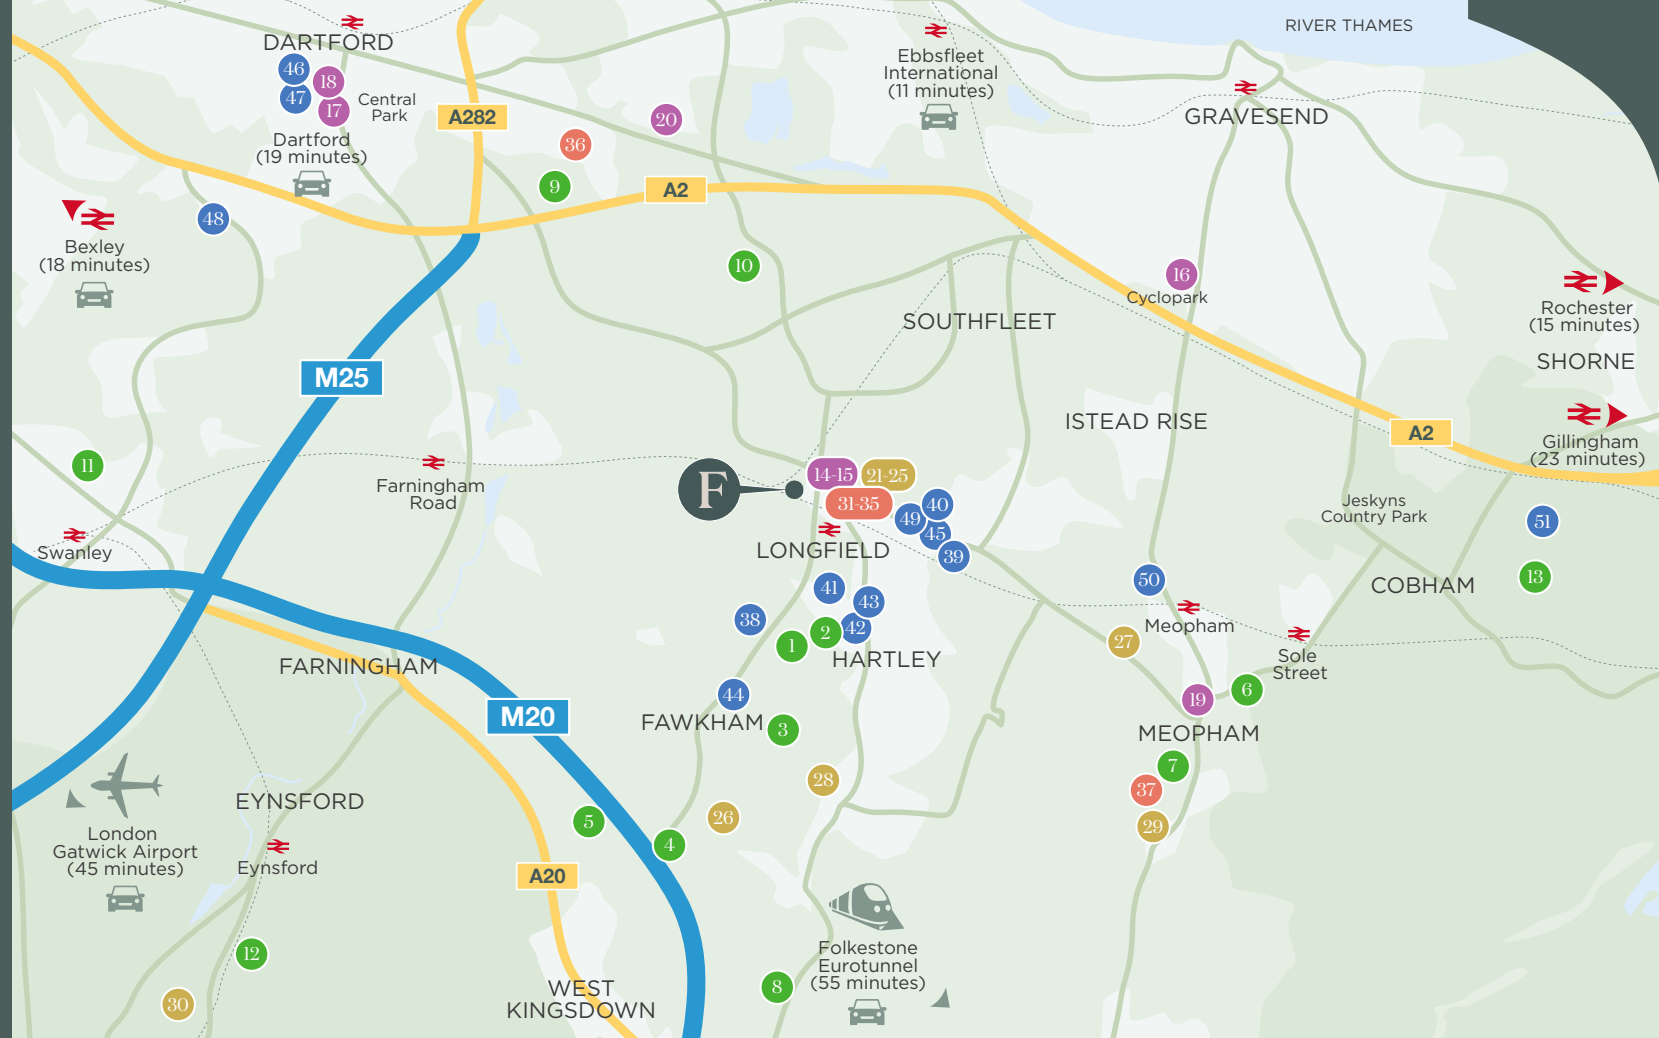 RIVER THAMES
DARTFORD
46
18
47
17
Central
Park
Dartford
(19 minutes)
A282
36
20
9
A2
Ebbsfleet
International
(11 minutes)
GRAVESEND
48
Bexley
(18 minutes)
10
16
Cyclopark
SOUTHFLEET
Rochester
(15 minutes)
SHORNE
M25
ISTEAD RISE
A2
Gillingham
(23 minutes)
11
Farningham
Road
F
14-15
21-25
31-35
40
49
45
39
LONGFIELD
Jeskyns
Country Park
51
Swanley
13
COBHAM
50
Meopham
41
43
38
2
42
1
HARTLEY
27
Sole
Street
FARNINGHAM
44
FAWKHAM
3
19
6
MEOPHAM
M20
7
37
29
28
26
5
4
EYNSFORD
London
Gatwick Airport
(45 minutes)
Eynsford
A20
12
30
WEST
KINGSDOWN
8
Folkestone
Eurotunnel
(55 minutes)